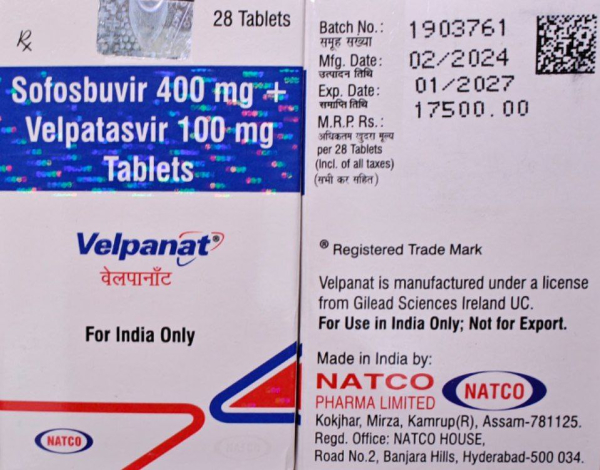 28 Tablets
Rx
Sofosbuvir 400 mg +
Velpatasvir 100 mg
Tablets
Velpanat®
वेलपानॅट
For India Only
NATCO
Batch No.: 1903761
समूह संख्या
Mfg. Date: 02/2024
उत्पादन तिथि
Exp. Date: 01/2027
समाप्ति तिथि
M.R.P Rs.: 17500.00
अधिकतम खुदरा मूल्य
per 28 Tablets
(Incl. of all taxes)
(सभी कर सहित)
® Registered Trade Mark
Velpanat is manufactured under a license
from Gilead Sciences Ireland UC.
For Use in India Only; Not for Export.
Made in India by:
NATCO
PHARMA LIMITED
NATCO
Kokjhar, Mirza, Kamrup(R), Assam-781125.
Regd. Office: NATCO HOUSE,
Road No.2, Banjara Hills, Hyderabad-500 034.